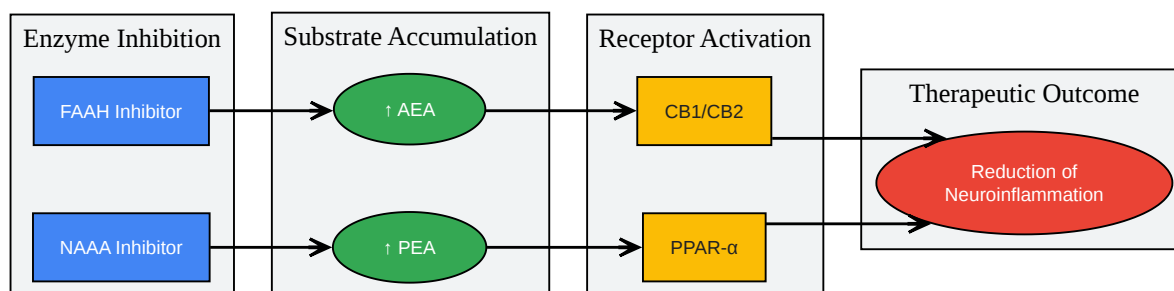 Enzyme Inhibition
FAAH Inhibitor
NAAA Inhibitor
Substrate Accumulation
↑ AEA
↑ PEA
Receptor Activation
CB1/CB2
PPAR-α
Therapeutic Outcome
Reduction of
Neuroinflammation